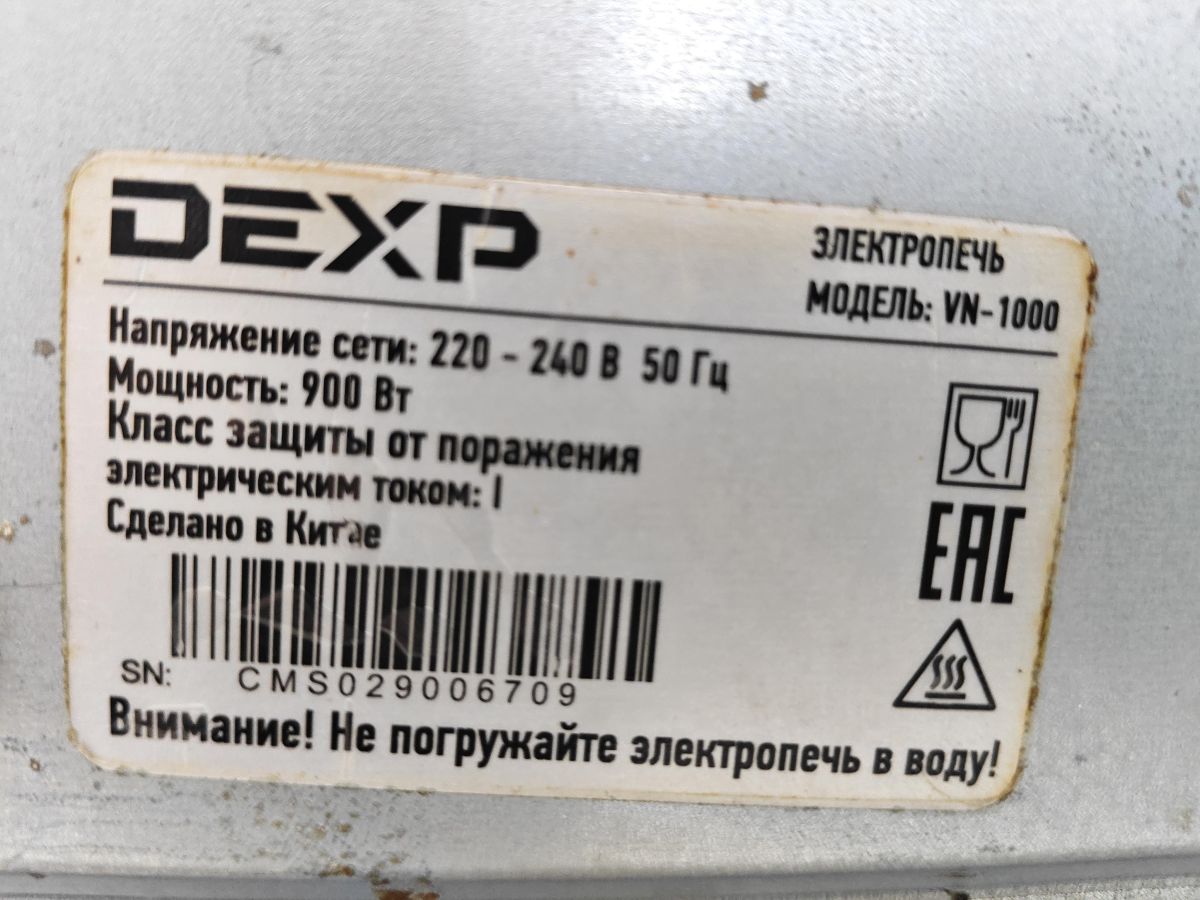 DEXP
ЭЛЕКТРОПЕЧЬ
МОДЕЛЬ: VN-1000
Напряжение сети: 220 - 240 В 50 Гц
Мощность: 900 Вт
Класс защиты от поражения
электрическим током: I
Сделано в Китае
EAC
SN: CMS029006709
Внимание! Не погружайте электропечь в воду!